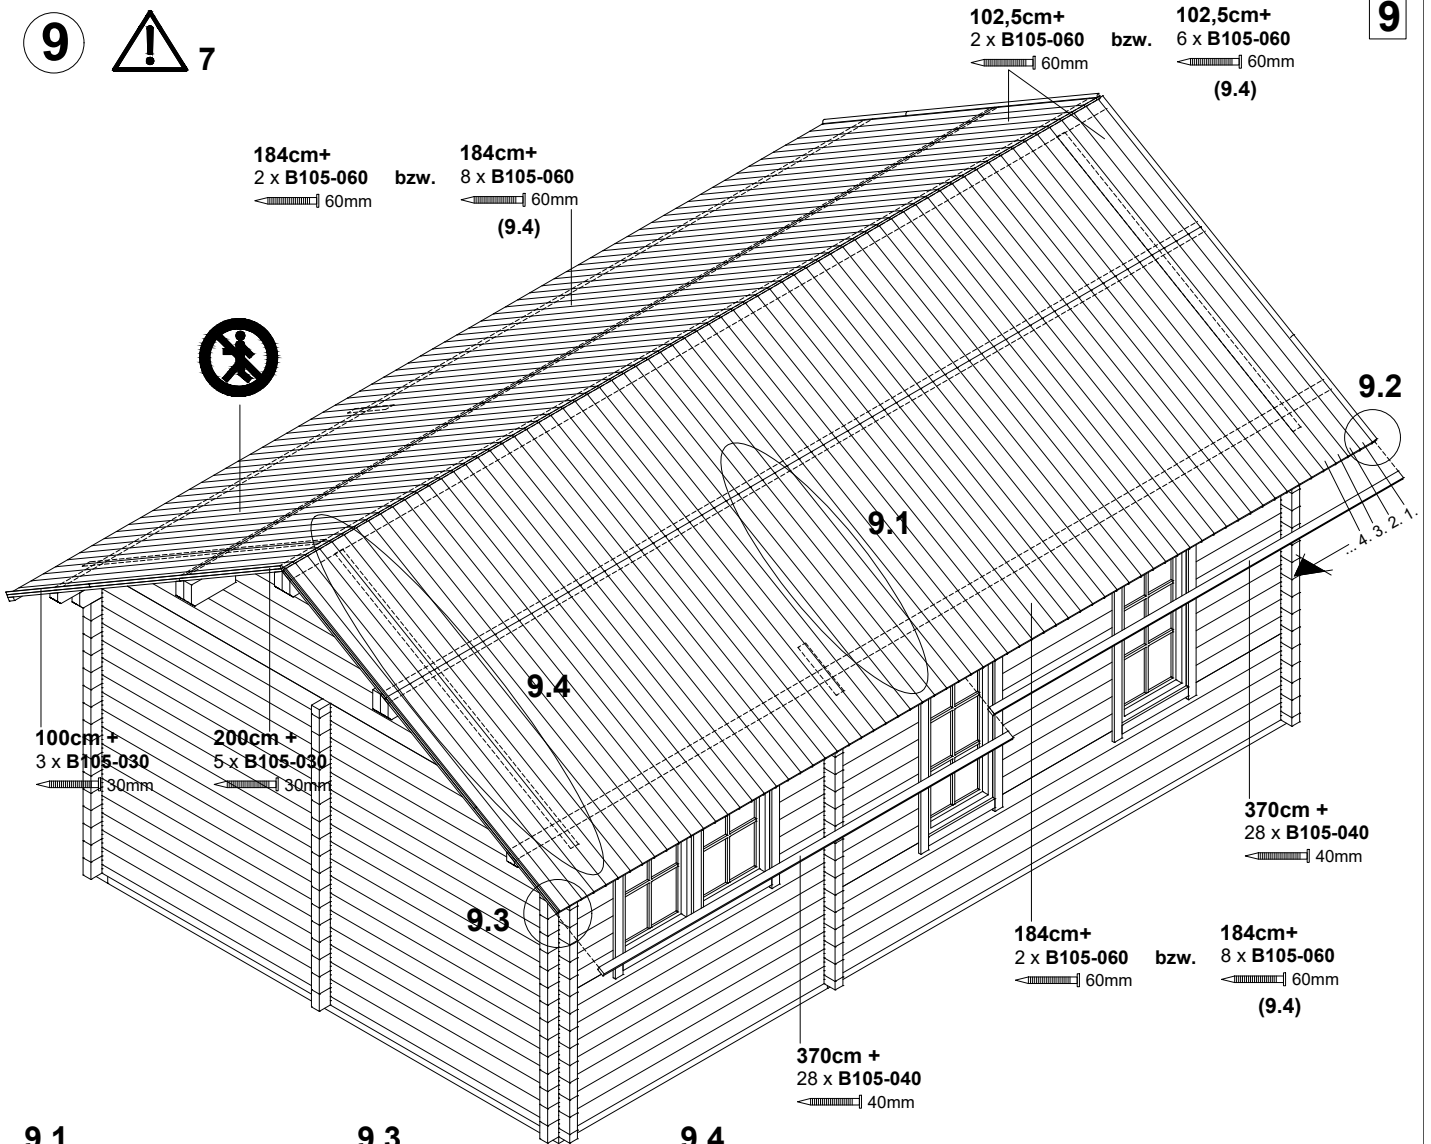 9
7
102,5cm+
2 x B105-060
60mm
bzw.
102,5cm+
6 x B105-060
60mm
(9.4)
9
184cm+
2 x B105-060
60mm
bzw.
184cm+
8 x B105-060
60mm
(9.4)
9.2
9.1
... 4. 3. 2. 1.
9.4
100cm +
3 x B105-030
30mm
200cm +
5 x B105-030
30mm
370cm +
28 x B105-040
40mm
9.3
184cm+
2 x B105-060
60mm
bzw.
184cm+
8 x B105-060
60mm
(9.4)
370cm +
28 x B105-040
40mm
9.1
9.3
9.4